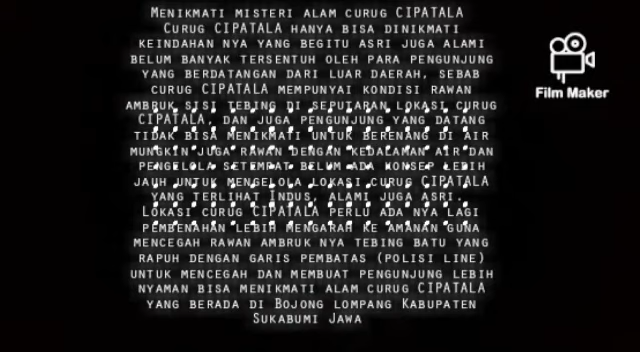 Menikmati misteri alam curug CIPATALA
Curug CIPATALA hanya bisa dinikmati
keindahan nya yang begitu asri juga alami
belum banyak tersentuh oleh para pengunjung
yang berdatangan dari luar daerah, sebab
curug CIPATALA mempunyai kondisi rawan
ambruk sisi tebing di seputaran lokasi curug
CIPATALA, dan juga pengunjung yang datang
tidak bisa menikmati untuk berenang di air
mungkin juga rawan dengan kedalaman air dan
pengelola setempat belum ada konsep lebih
jauh untuk mengelola lokasi curug CIPATALA
yang terlihat Indus, alami juga asri.
Lokasi curug CIPATALA perlu ada nya lagi
pembenahan lebih mengarah ke amanan guna
mencegah rawan ambruk nya tebing batu yang
rapuh dengan garis pembatas (polisi line)
untuk mencegah dan membuat pengunjung lebih
nyaman bisa menikmati alam curug CIPATALA
yang berada di Bojong lompang Kabupaten
Sukabumi Jawa
Film Maker